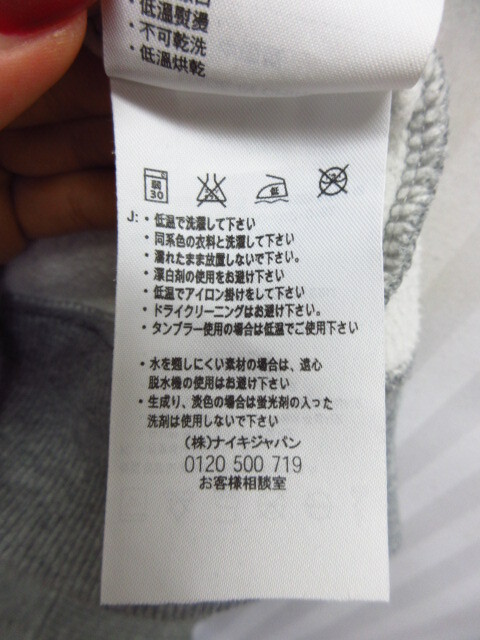 ・低溫熨燙
・不可乾洗
・低溫烘乾
弱
30
低
J:・低温で洗濯して下さい
・同系色の衣料と洗濯して下さい
・濡れたまま放置しないで下さい。
・漂白剤の使用をお避け下さい
・低温でアイロン掛けをして下さい
・ドライクリーニングはお避け下さい。
・タンブラー使用の場合は低温でご使用下さい
・水を通しにくい素材の場合は、遠心
脱水機の使用はお避け下さい
・生成り、淡色の場合は蛍光剤の入った
洗剤は使用しないで下さい
(株)ナイキジャパン
0120 500 719
お客様相談室